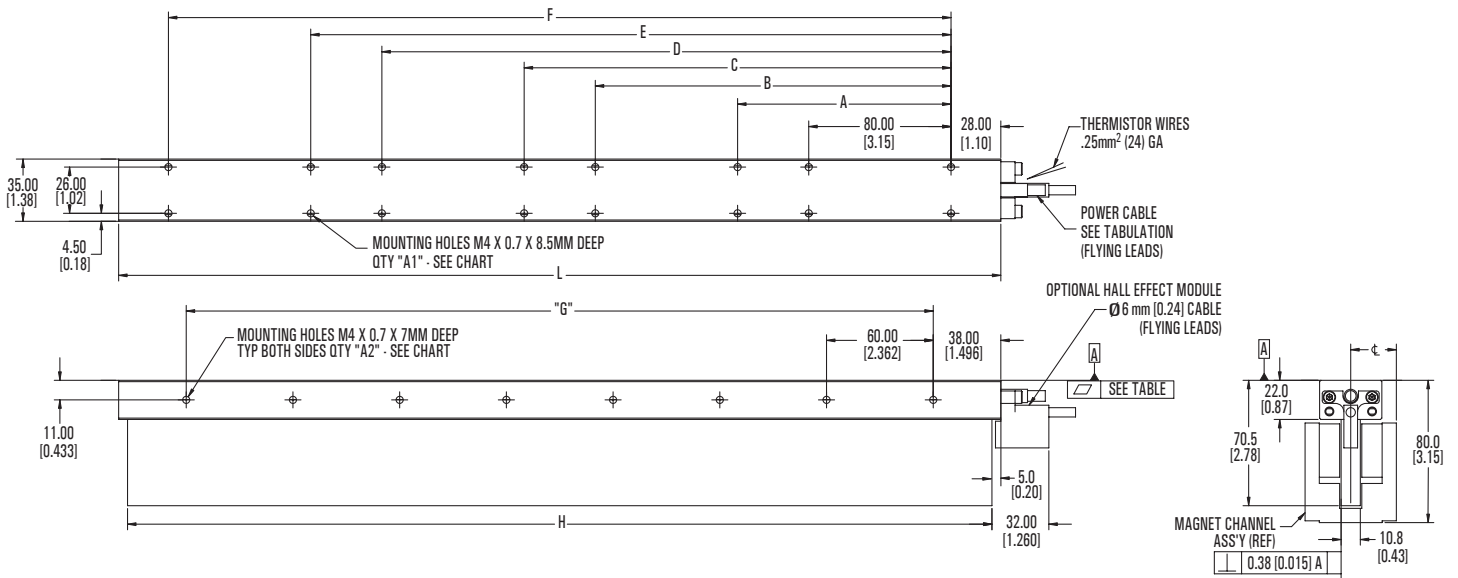 F
E
D
C
B
A
80.00
[3.15]
28.00
[1.10]
THERMISTOR WIRES
.25mm² (24) GA
35.00
[1.38]
26.00
[1.02]
4.50
[0.18]
MOUNTING HOLES M4 X 0.7 X 8.5MM DEEP
QTY "A1" - SEE CHART
POWER CABLE
SEE TABULATION
(FLYING LEADS)
L
"G"
OPTIONAL HALL EFFECT MODULE
Ø 6 mm [0.24] CABLE
(FLYING LEADS)
MOUNTING HOLES M4 X 0.7 X 7MM DEEP
TYP BOTH SIDES QTY "A2" - SEE CHART
60.00
[2.362]
38.00
[1.496]
A
⏥ SEE TABLE
11.00
[0.433]
5.0
[0.20]
H
32.00
[1.260]
A
℄
22.0
[0.87]
70.5
[2.78]
80.0
[3.15]
MAGNET CHANNEL
ASS'Y (REF)
10.8
[0.43]
⊥ 0.38 [0.015] A